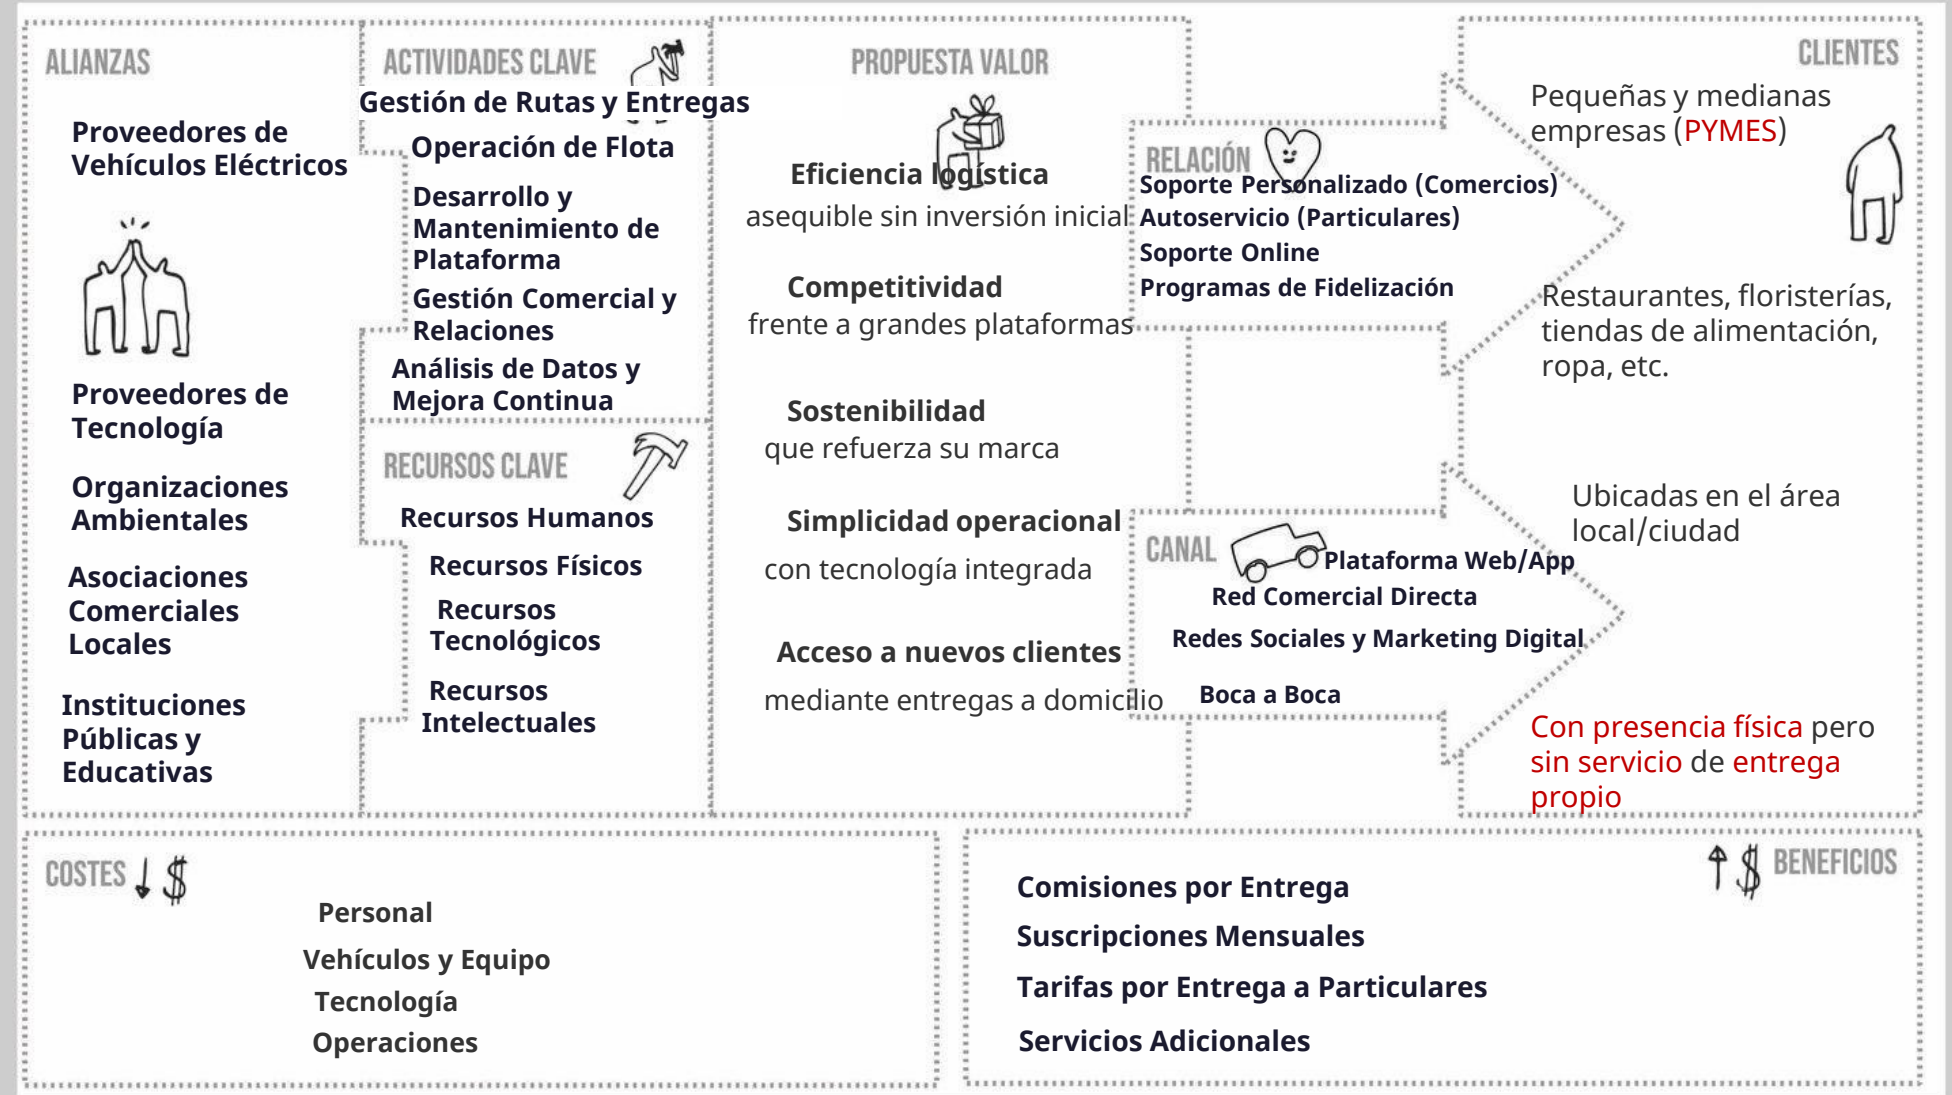 ALIANZAS
Proveedores de
Vehículos Eléctricos
Proveedores de
Tecnología
Organizaciones
Ambientales
Asociaciones
Comerciales
Locales
Instituciones
Públicas y
Educativas
ACTIVIDADES CLAVE
Gestión de Rutas y Entregas
Operación de Flota
Desarrollo y
Mantenimiento de
Plataforma
Gestión Comercial y
Relaciones
Análisis de Datos y
Mejora Continua
RECURSOS CLAVE
Recursos Humanos
Recursos Físicos
Recursos
Tecnológicos
Recursos
Intelectuales
PROPUESTA VALOR
Eficiencia logística
asequible sin inversión inicial
Competitividad
frente a grandes plataformas
Sostenibilidad
que refuerza su marca
Simplicidad operacional
con tecnología integrada
Acceso a nuevos clientes
mediante entregas a domicilio
RELACIÓN
Soporte Personalizado (Comercios)
Autoservicio (Particulares)
Soporte Online
Programas de Fidelización
CANAL
Plataforma Web/App
Red Comercial Directa
Redes Sociales y Marketing Digital
Boca a Boca
CLIENTES
Pequeñas y medianas
empresas (PYMES)
Restaurantes, floristerías,
tiendas de alimentación,
ropa, etc.
Ubicadas en el área
local/ciudad
Con presencia física pero
sin servicio de entrega
propio
COSTES
Personal
Vehículos y Equipo
Tecnología
Operaciones
BENEFICIOS
Comisiones por Entrega
Suscripciones Mensuales
Tarifas por Entrega a Particulares
Servicios Adicionales